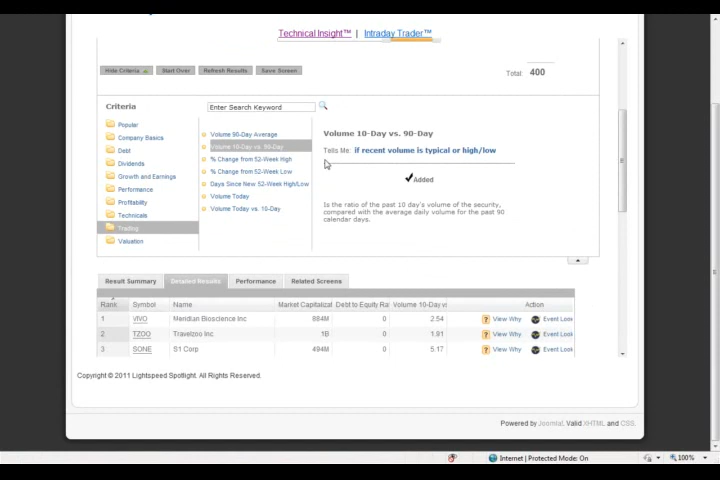 Technical Insight™ | Intraday Trader™
Hide Criteria Start Over Refresh Results Save Screen Total: 400
Criteria
Enter Search Keyword
Popular
Company Basics
Debt
Dividends
Growth and Earnings
Performance
Profitability
Technicals
Trading
Valuation
Volume 90-Day Average
Volume 10-Day vs. 90-Day
% Change from 52-Week High
% Change from 52-Week Low
Days Since New 52-Week High/Low
Volume Today
Volume Today vs. 10-Day
Volume 10-Day vs. 90-Day
Tells Me: if recent volume is typical or high/low
Added
Is the ratio of the past 10 day's volume of the security,
compared with the average daily volume for the past 90
calendar days.
Result Summary Detailed Results Performance Related Screens
Rank Symbol Name Market Capitalizat Debt to Equity Rat Volume 10-Day v Action
1 VIVO Meridian Bioscience Inc 884M 0 2.54 ? View Why Event Look
2 TZOO Travelzoo Inc. 1B 0 1.91 ? View Why Event Look
3 SONE S1 Corp 494M 0 5.17 ? View Why Event Look
Copyright © 2011 Lightspeed Spotlight. All Rights Reserved.
Powered by Joomla!, Valid XHTML and CSS.
Internet | Protected Mode: On 100%